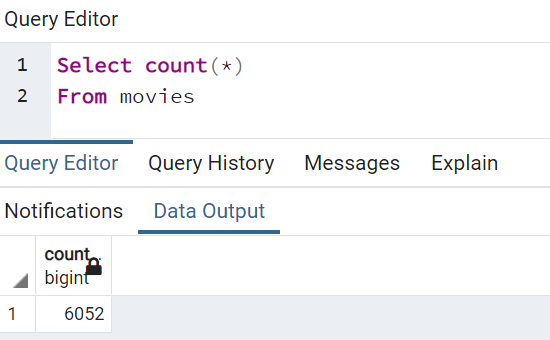 Query Editor
1 Select count(*)
2 From movies
Query Editor Query History Messages Explain
Notifications Data Output
count..
bigint
1 6052